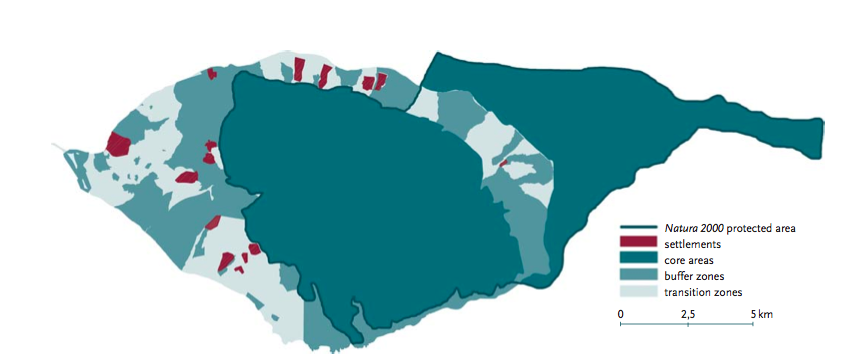 Natura 2000 protected area
settlements
core areas
buffer zones
transition zones
0 2,5 5 km